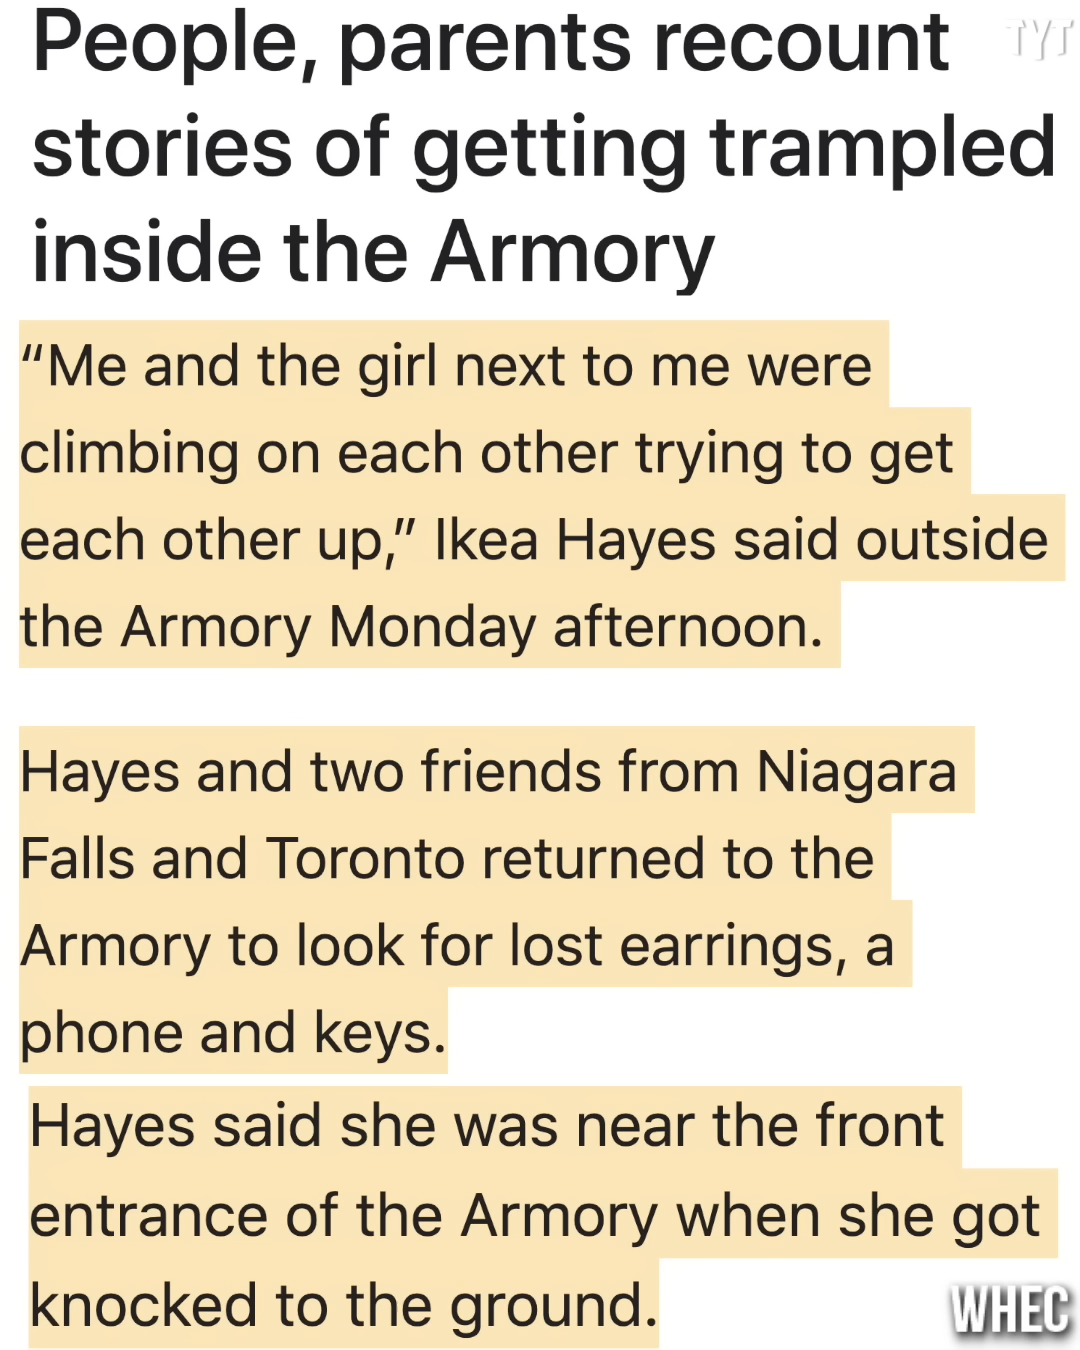 People, parents recount
TYT
stories of getting trampled
inside the Armory
“Me and the girl next to me were
climbing on each other trying to get
each other up,” Ikea Hayes said outside
the Armory Monday afternoon.
Hayes and two friends from Niagara
Falls and Toronto returned to the
Armory to look for lost earrings, a
phone and keys.
Hayes said she was near the front
entrance of the Armory when she got
knocked to the ground.
WHEC